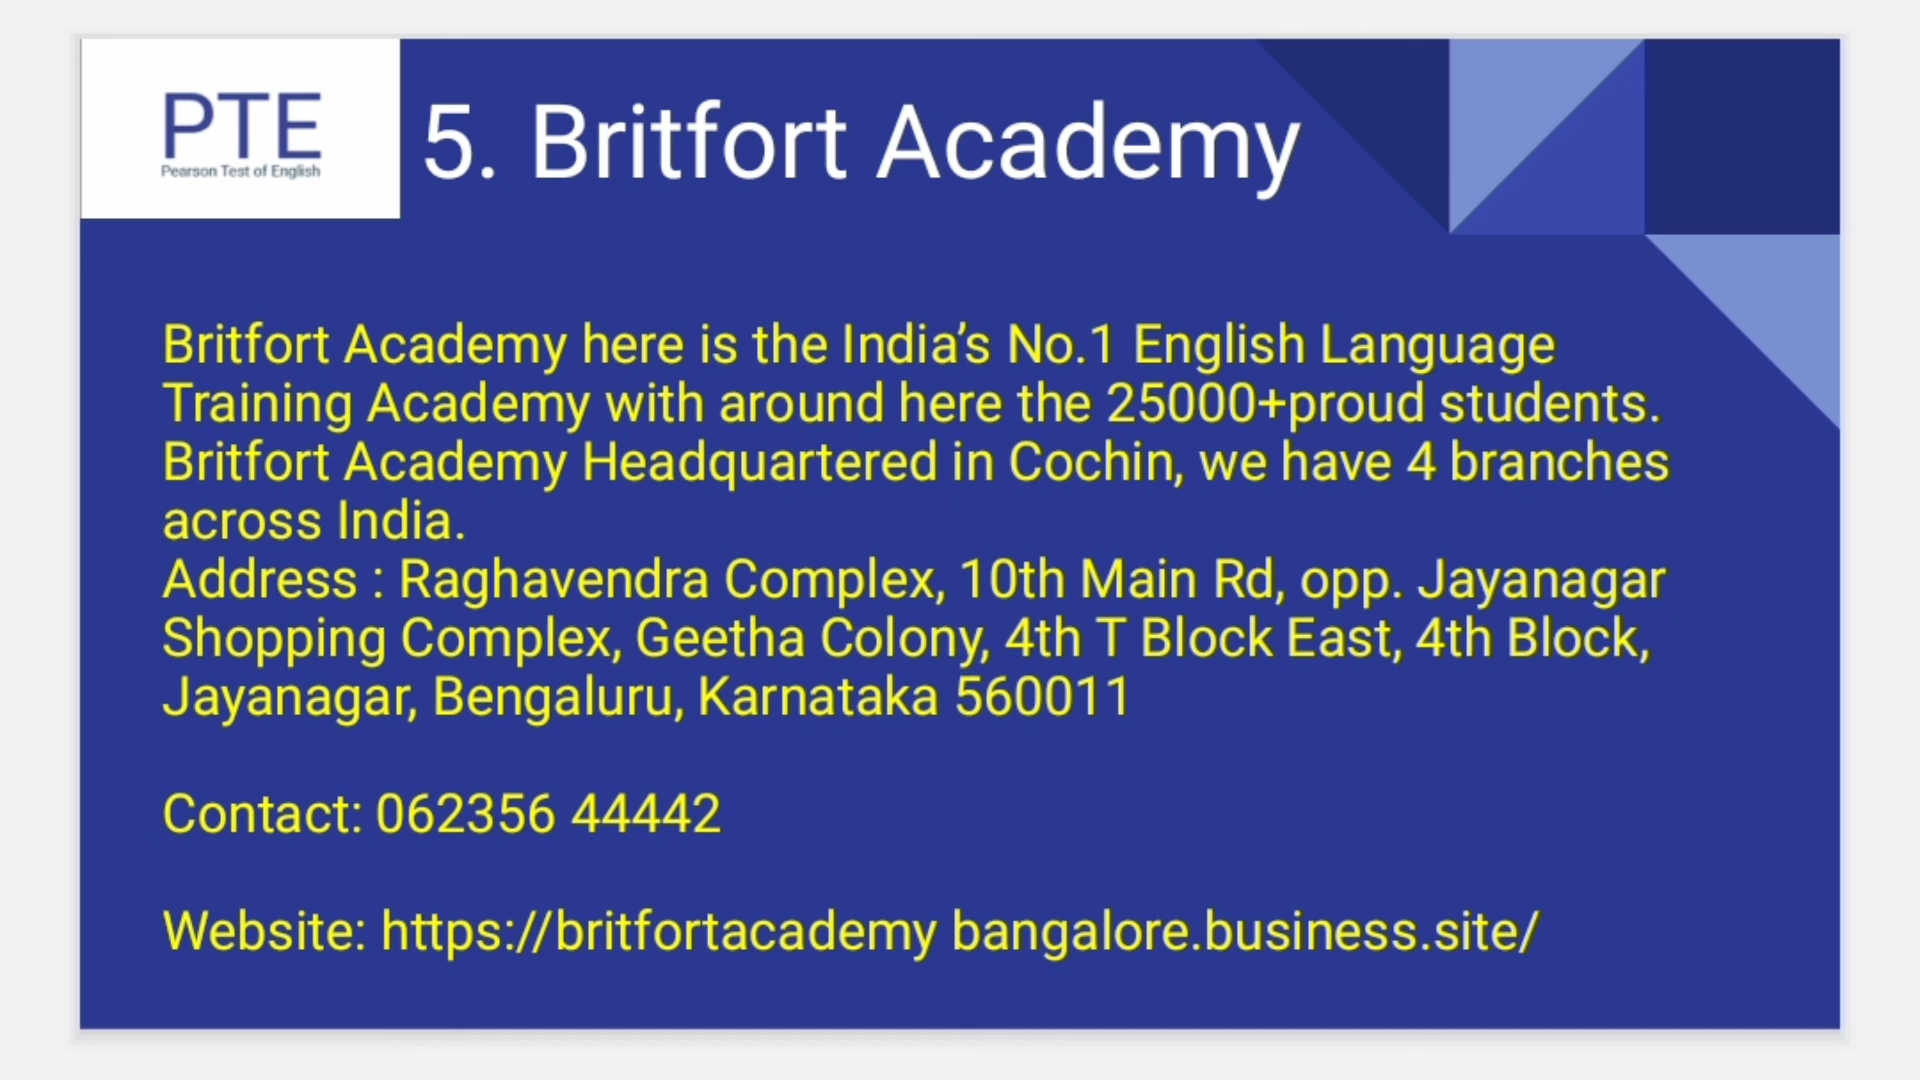 PTE
Pearson Test of English
5. Britfort Academy
Britfort Academy here is the India’s No.1 English Language
Training Academy with around here the 25000+proud students.
Britfort Academy Headquartered in Cochin, we have 4 branches
across India.
Address : Raghavendra Complex, 10th Main Rd, opp. Jayanagar
Shopping Complex, Geetha Colony, 4th T Block East, 4th Block,
Jayanagar, Bengaluru, Karnataka 560011
Contact: 062356 44442
Website: https://britfortacademy bangalore.business.site/